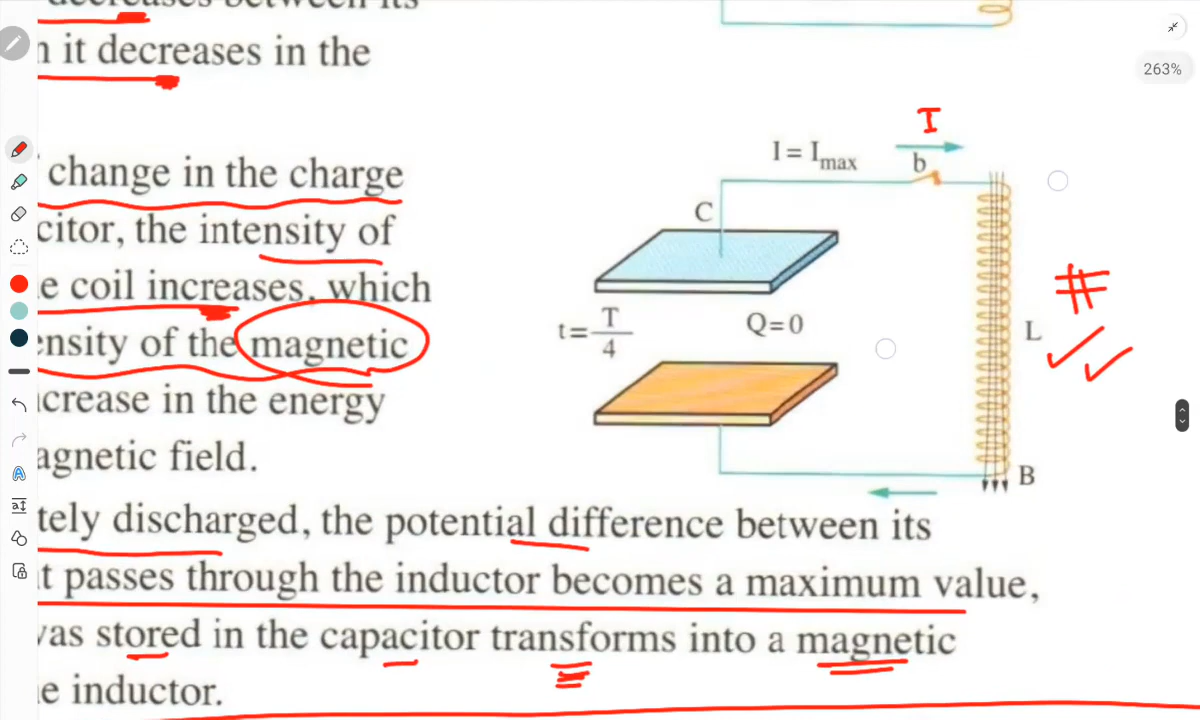 n it decreases in the
263%
I
I = Imax
b
change in the charge
C
citor, the intensity of
e coil increases, which
t= T/4
Q=0
L
ensity of the magnetic
crease in the energy
agnetic field.
B
tely discharged, the potential difference between its
t passes through the inductor becomes a maximum value,
was stored in the capacitor transforms into a magnetic
e inductor.